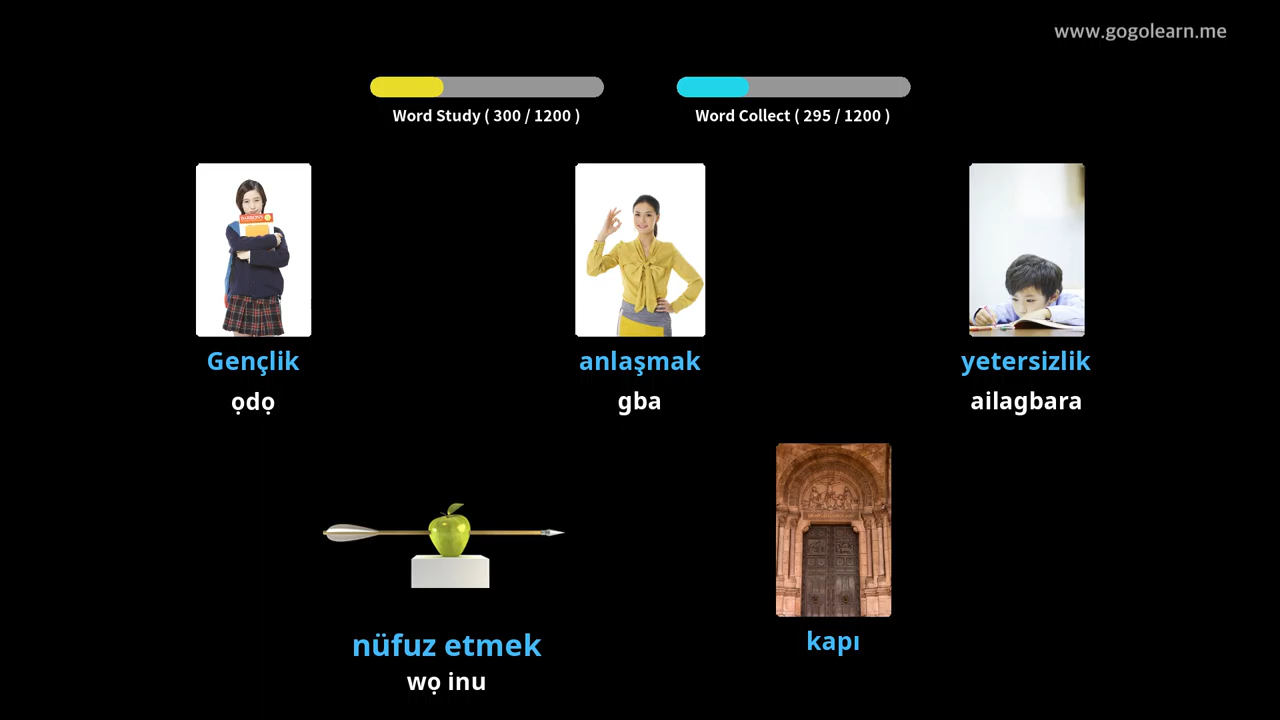 www.gogolearn.me
Word Study ( 300 / 1200 )
Word Collect ( 295 / 1200 )
Gençlik
ọdọ
anlaşmak
gba
yetersizlik
ailagbara
nüfuz etmek
wọ inu
kapı